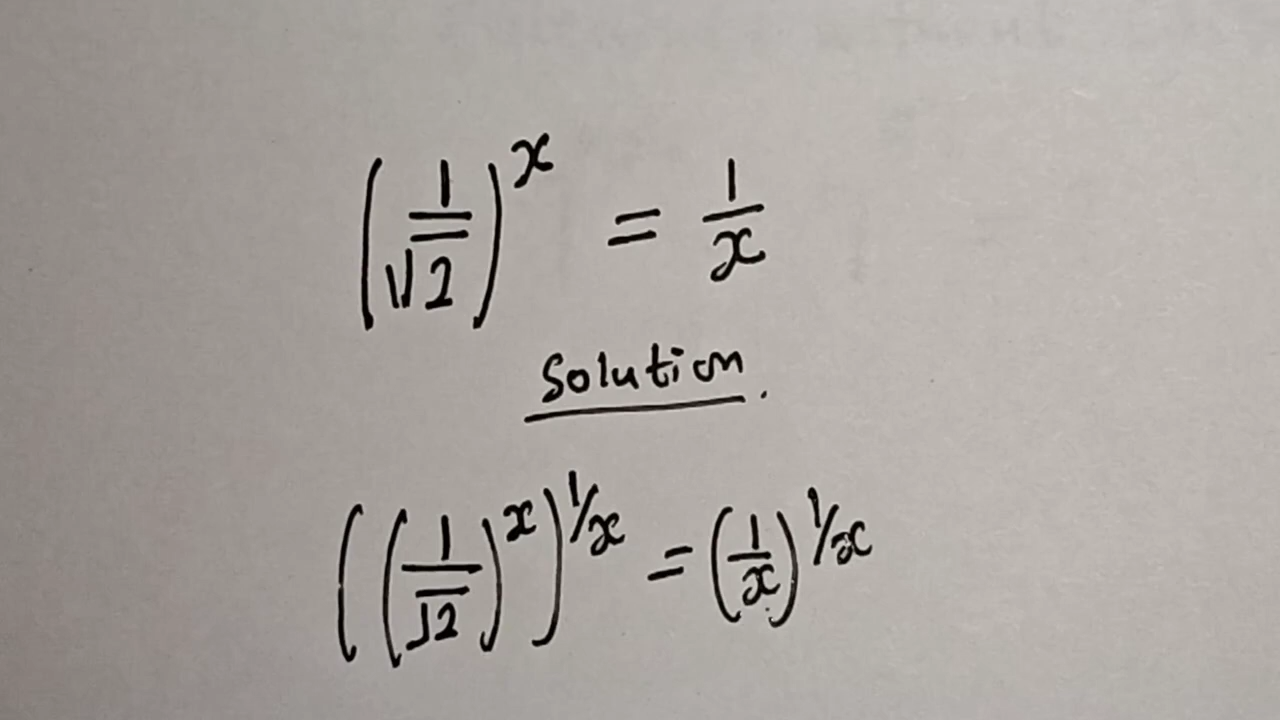 (1/√2)^x = 1/x
Solution.
((1/√2)^x)^1/x = (1/x)^1/x